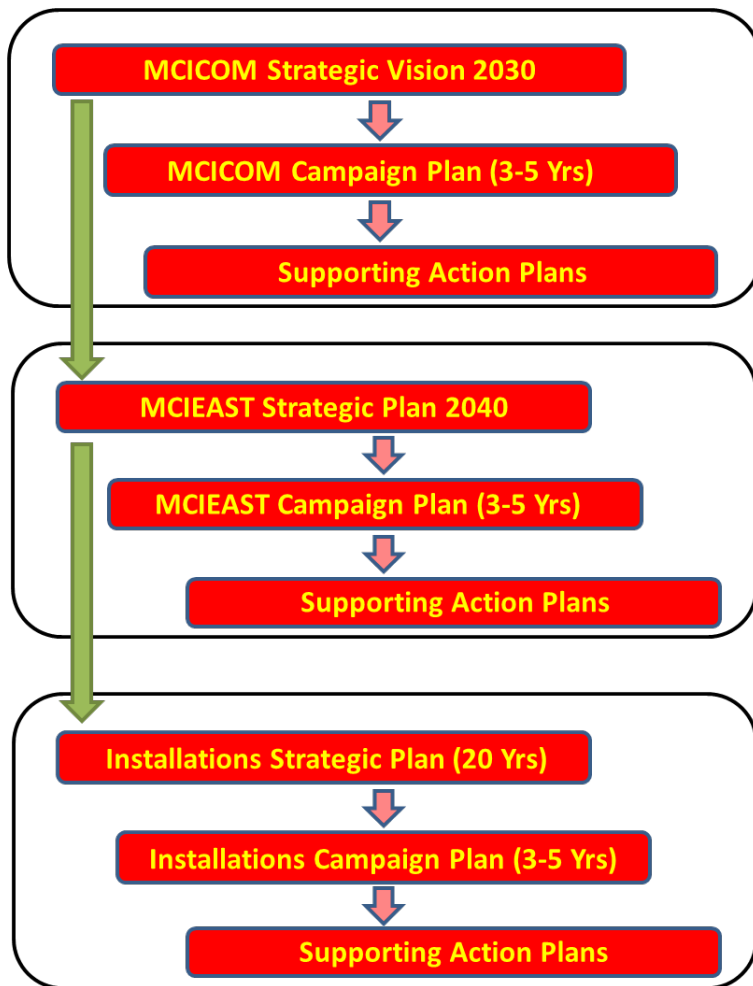 MCICOM Strategic Vision 2030
MCICOM Campaign Plan (3-5 Yrs)
Supporting Action Plans
MCIEAST Strategic Plan 2040
MCIEAST Campaign Plan (3-5 Yrs)
Supporting Action Plans
Installations Strategic Plan (20 Yrs)
Installations Campaign Plan (3-5 Yrs)
Supporting Action Plans